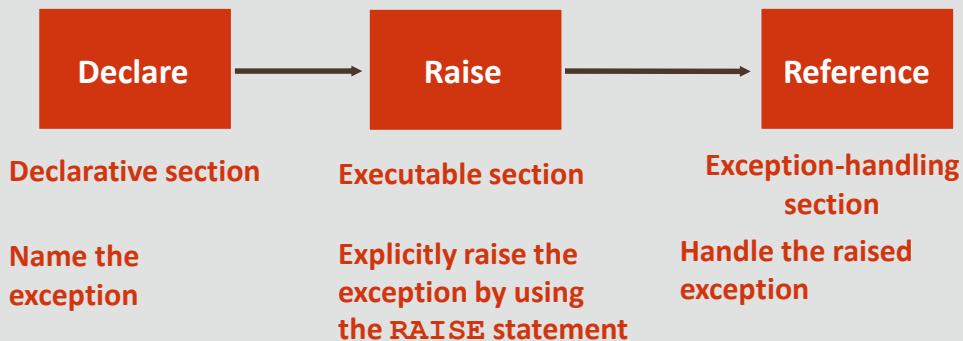 Declare
Raise
Reference
Declarative section
Executable section
Exception-handling
section
Name the
exception
Explicitly raise the
exception by using
the RAISE statement
Handle the raised
exception